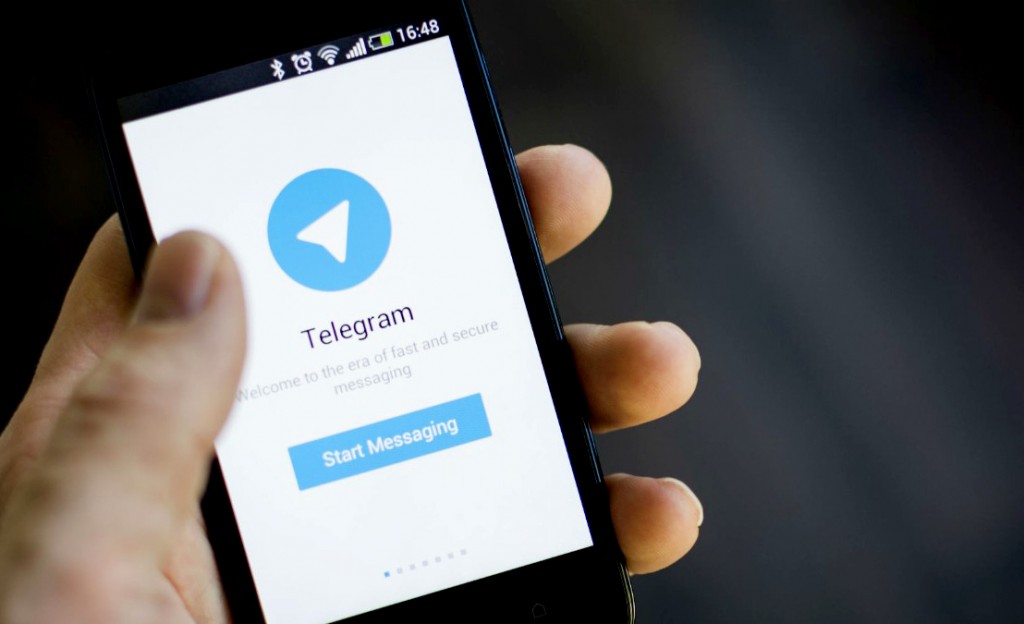 16:48
Telegram
Welcome to the era of fast and secure
messaging
Start Messaging